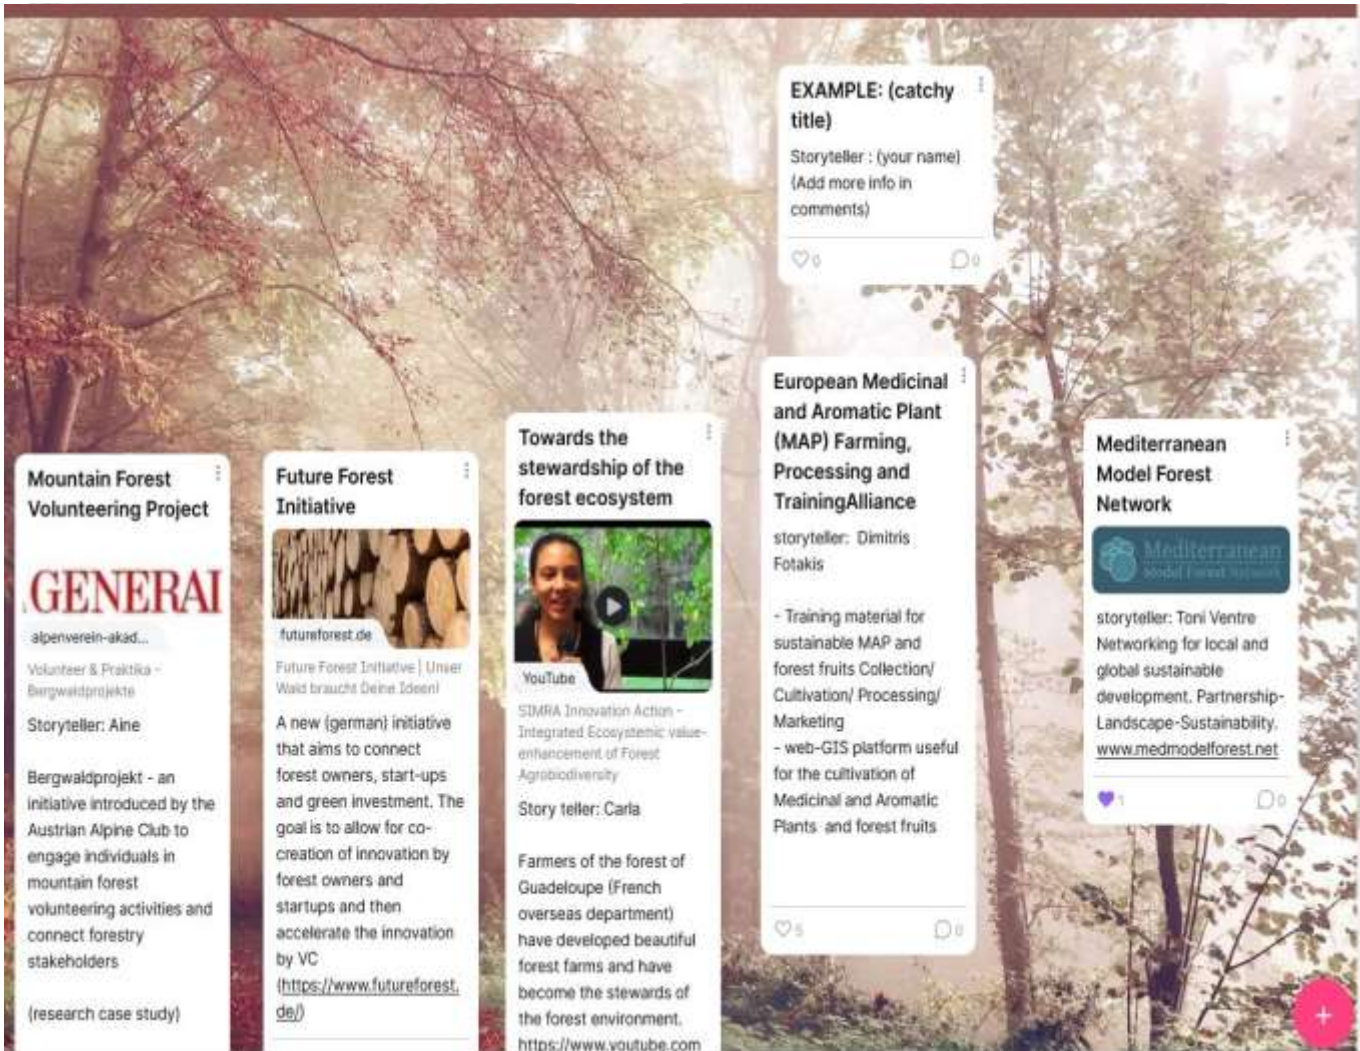 EXAMPLE: (catchy
title)
Storyteller : (your name)
(Add more info in
comments)
0
0
Mountain Forest
Volunteering Project
GENERAL
alpenverein-akad...
Volunteer & Praktika -
Bergwaldprojekte
Storyteller: Aine
Bergwaldprojekt - an
initiative introduced by the
Austrian Alpine Club to
engage individuals in
mountain forest
volunteering activities and
connect forestry
stakeholders
(research case study)
Future Forest
Initiative
futureforest.de
Future Forest Initiative | Unser
Wald braucht Deine Ideen!
A new (german) initiative
that aims to connect
forest owners, start-ups
and green investment. The
goal is to allow for co-
creation of innovation by
forest owners and
startups and then
accelerate the innovation
by VC
(https://www.futureforest.
de/)
Towards the
stewardship of the
forest ecosystem
YouTube
SIMRA Innovation Action -
Integrated Ecosystemic value-
enhancement of Forest
Agrobiodiversity
Story teller: Carla
Farmers of the forest of
Guadeloupe (French
overseas department)
have developed beautiful
forest farms and have
become the stewards of
the forest environment.
https://www.youtube.com
European Medicinal
and Aromatic Plant
(MAP) Farming,
Processing and
TrainingAlliance
storyteller: Dimitris
Fotakis
- Training material for
sustainable MAP and
forest fruits Collection/
Cultivation/ Processing/
Marketing
- web-GIS platform useful
for the cultivation of
Medicinal and Aromatic
Plants and forest fruits
5
0
Mediterranean
Model Forest
Network
Mediterranean
Model Forest Network
storyteller: Toni Ventre
Networking for local and
global sustainable
development. Partnership-
Landscape-Sustainability.
www.medmodelforest.net
1
0
+